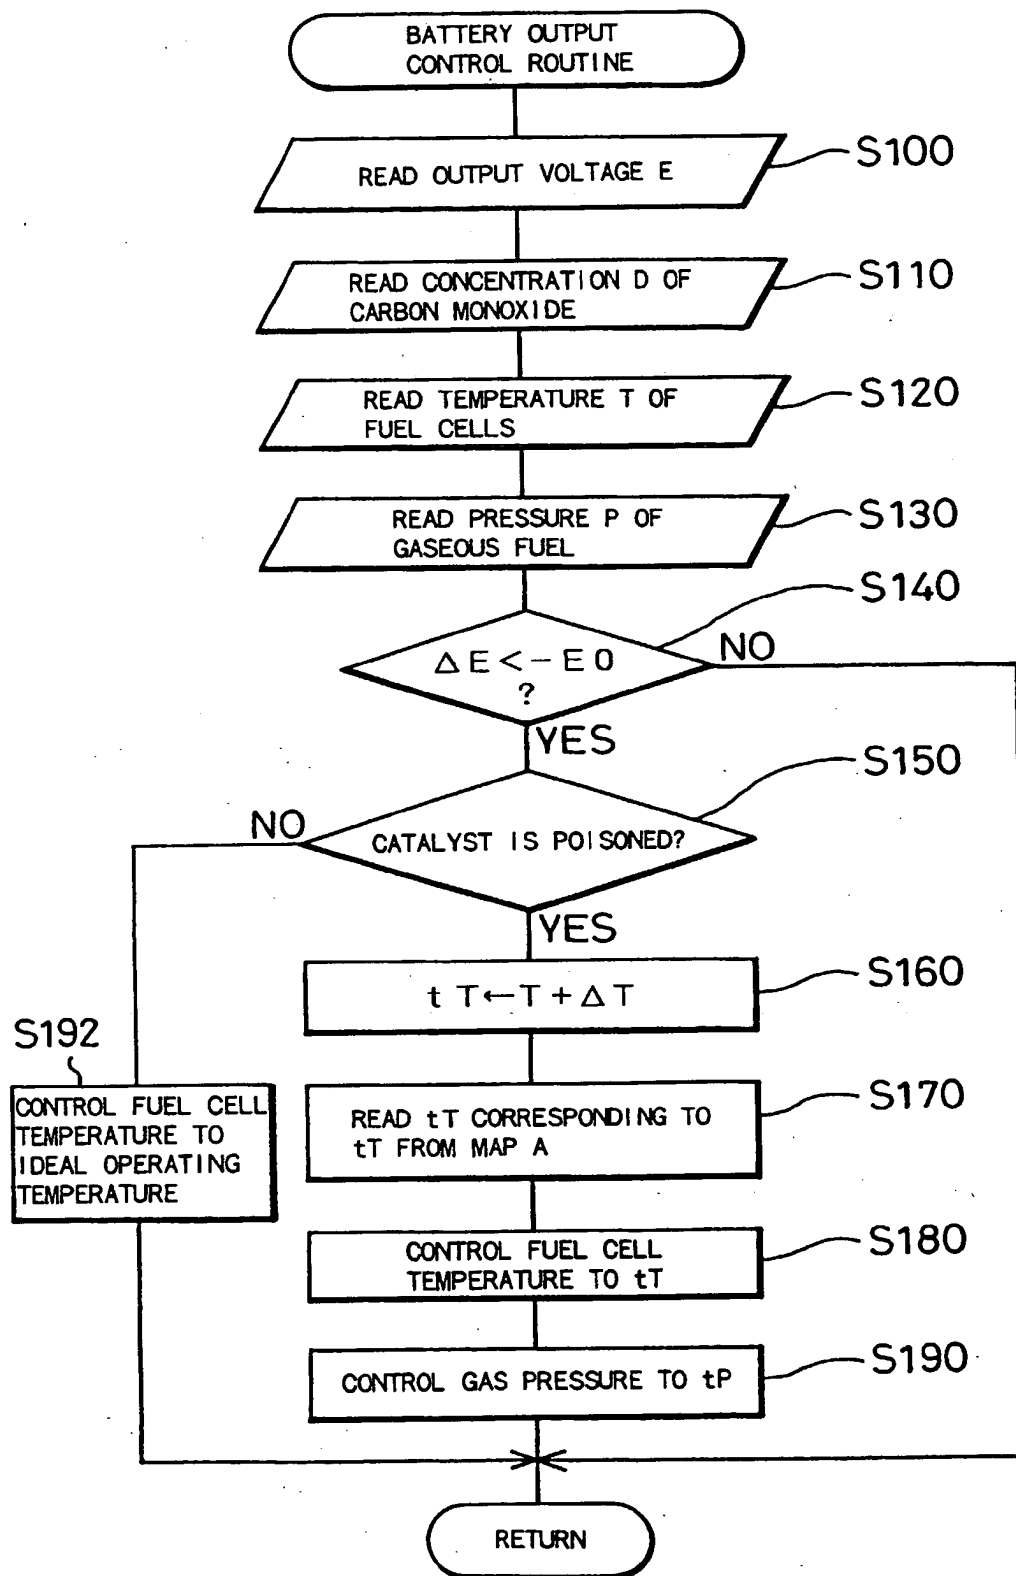 BATTERY OUTPUT
CONTROL ROUTINE
READ OUTPUT VOLTAGE E
S100
READ CONCENTRATION D OF
CARBON MONOXIDE
S110
READ TEMPERATURE T OF
FUEL CELLS
S120
READ PRESSURE P OF
GASEOUS FUEL
S130
S140
△E<-E0
?
NO
YES
S150
CATALYST IS POISONED?
NO
YES
S160
tT←T+△T
S192
CONTROL FUEL CELL
TEMPERATURE TO
IDEAL OPERATING
TEMPERATURE
READ tT CORRESPONDING TO
tT FROM MAP A
S170
CONTROL FUEL CELL
TEMPERATURE TO tT
S180
CONTROL GAS PRESSURE TO tP
S190
RETURN